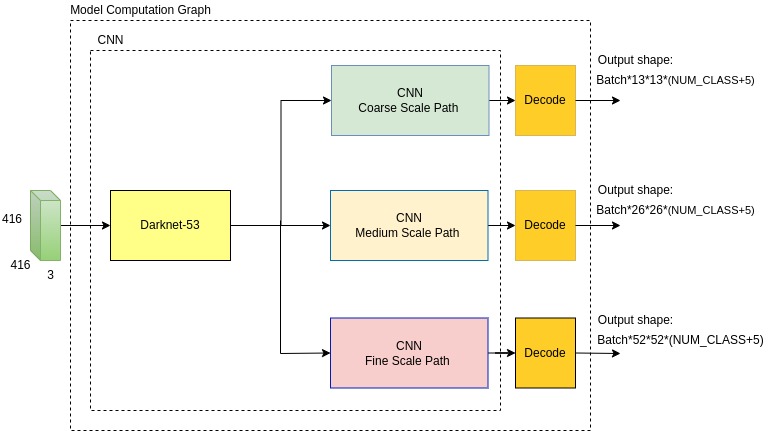 Model Computation Graph
CNN
CNN
Coarse Scale Path
Decode
Output shape:
Batch*13*13*(NUM_CLASS+5)
416
416
3
Darknet-53
CNN
Medium Scale Path
Decode
Output shape:
Batch*26*26*(NUM_CLASS+5)
CNN
Fine Scale Path
Decode
Output shape:
Batch*52*52*(NUM_CLASS+5)